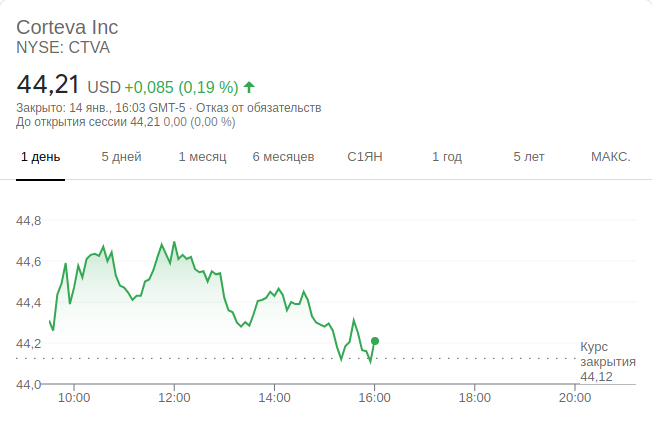 Corteva Inc
NYSE: CTVA
44,21 USD +0,085 (0,19 %)
Закрыто: 14 янв., 16:03 GMT-5 · Отказ от обязательств
До открытия сессии 44,21 0,00 (0,00 %)
1 день 5 дней 1 месяц 6 месяцев С1ЯН 1 год 5 лет МАКС.
44,8
44,6
44,4
44,2
Курс
закрытия
44,12
44,0
10:00 12:00 14:00 16:00 18:00 20:00